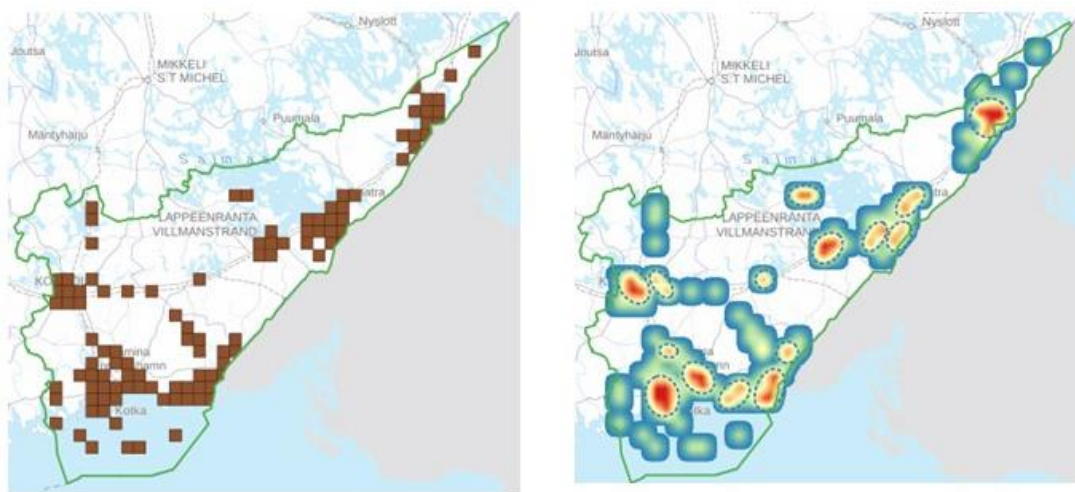 Nyslott
Joutsa
MIKKELI
S T MICHEL
Mäntyharju
Puumala
S a i m a a
LAPPEENRANTA
VILLMANSTRAND
Kotka
Nyslott
Joutsa
MIKKELI
S T MICHEL
Mäntyharju
Puumala
LAPPEENRANTA
VILLMANSTRAND